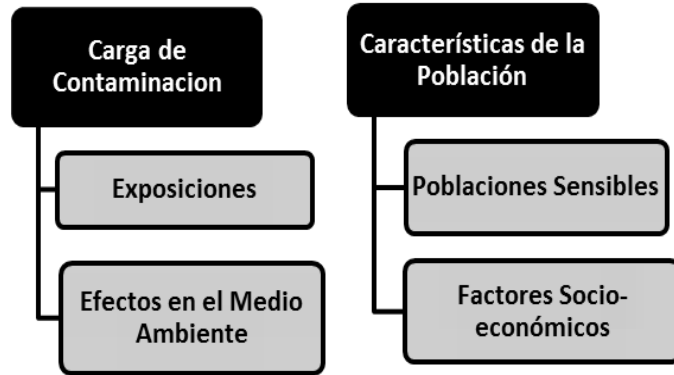 Carga de
Contaminacion
Exposiciones
Efectos en el Medio
Ambiente
Características de la
Población
Poblaciones Sensibles
Factores Socio-
económicos